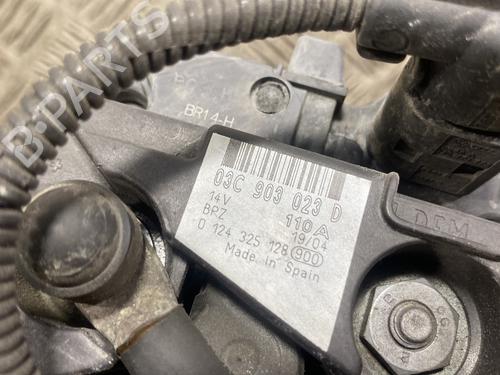 B-PARTS
BR14-H
03C 903 023 D
14V 110A
BPZ 19/04
0 124 325 128 900
Made in Spain